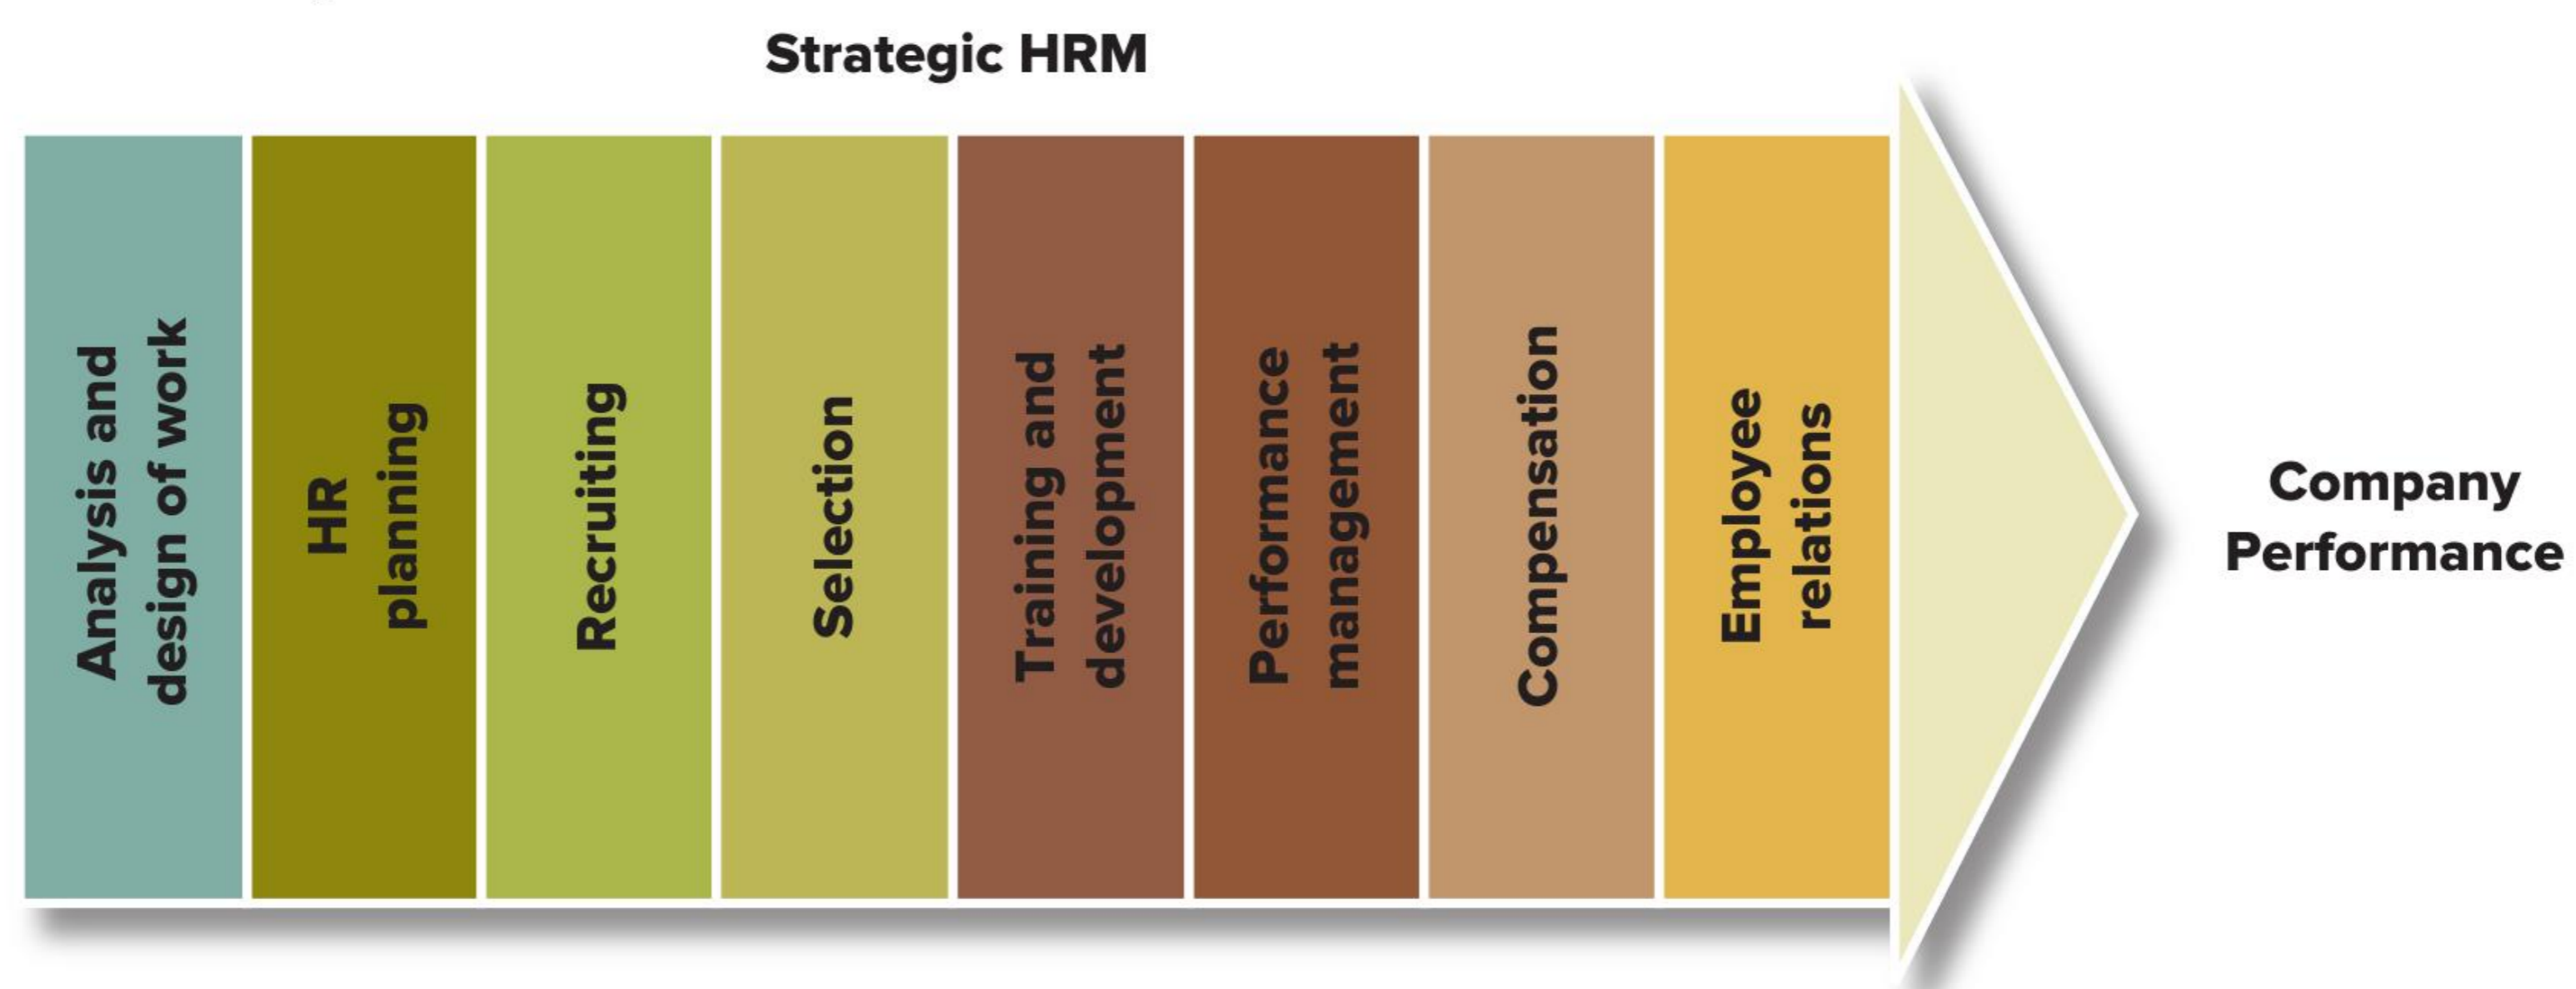 Strategic HRM
Analysis and
design of work
HR
planning
Recruiting
Selection
Training and
development
Performance
management
Compensation
Employee
relations
Company
Performance